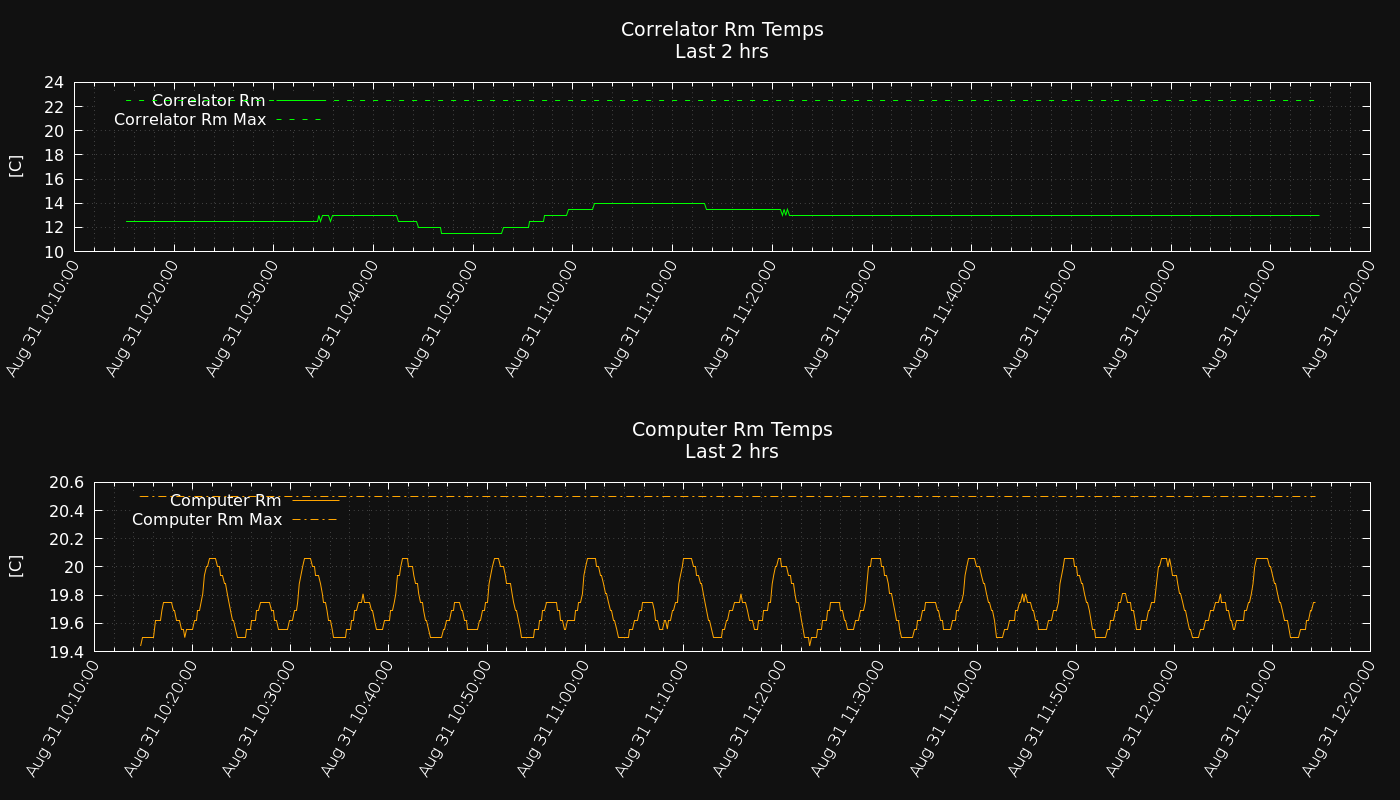 Correlator Rm Temps
Last 2 hrs
24
22
20
18
16
14
12
10
[C]
Correlator Rm
Correlator Rm Max
Aug 31 10:10:00
Aug 31 10:20:00
Aug 31 10:30:00
Aug 31 10:40:00
Aug 31 10:50:00
Aug 31 11:00:00
Aug 31 11:10:00
Aug 31 11:20:00
Aug 31 11:30:00
Aug 31 11:40:00
Aug 31 11:50:00
Aug 31 12:00:00
Aug 31 12:10:00
Aug 31 12:20:00
Computer Rm Temps
Last 2 hrs
20.6
20.4
20.2
20
19.8
19.6
19.4
[C]
Computer Rm
Computer Rm Max
Aug 31 10:10:00
Aug 31 10:20:00
Aug 31 10:30:00
Aug 31 10:40:00
Aug 31 10:50:00
Aug 31 11:00:00
Aug 31 11:10:00
Aug 31 11:20:00
Aug 31 11:30:00
Aug 31 11:40:00
Aug 31 11:50:00
Aug 31 12:00:00
Aug 31 12:10:00
Aug 31 12:20:00